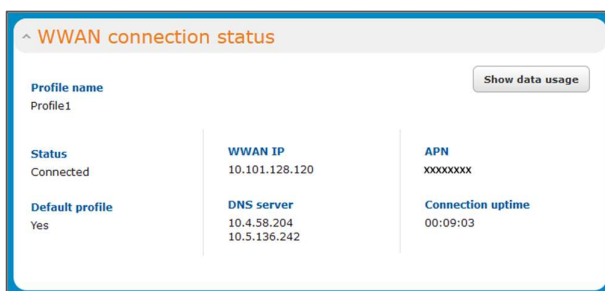 WWAN connection status
Show data usage
Profile name
Profile1
Status
Connected
WWAN IP
10.101.128.120
APN
xxxxxxxx
Default profile
Yes
DNS server
10.4.58.204
10.5.136.242
Connection uptime
00:09:03